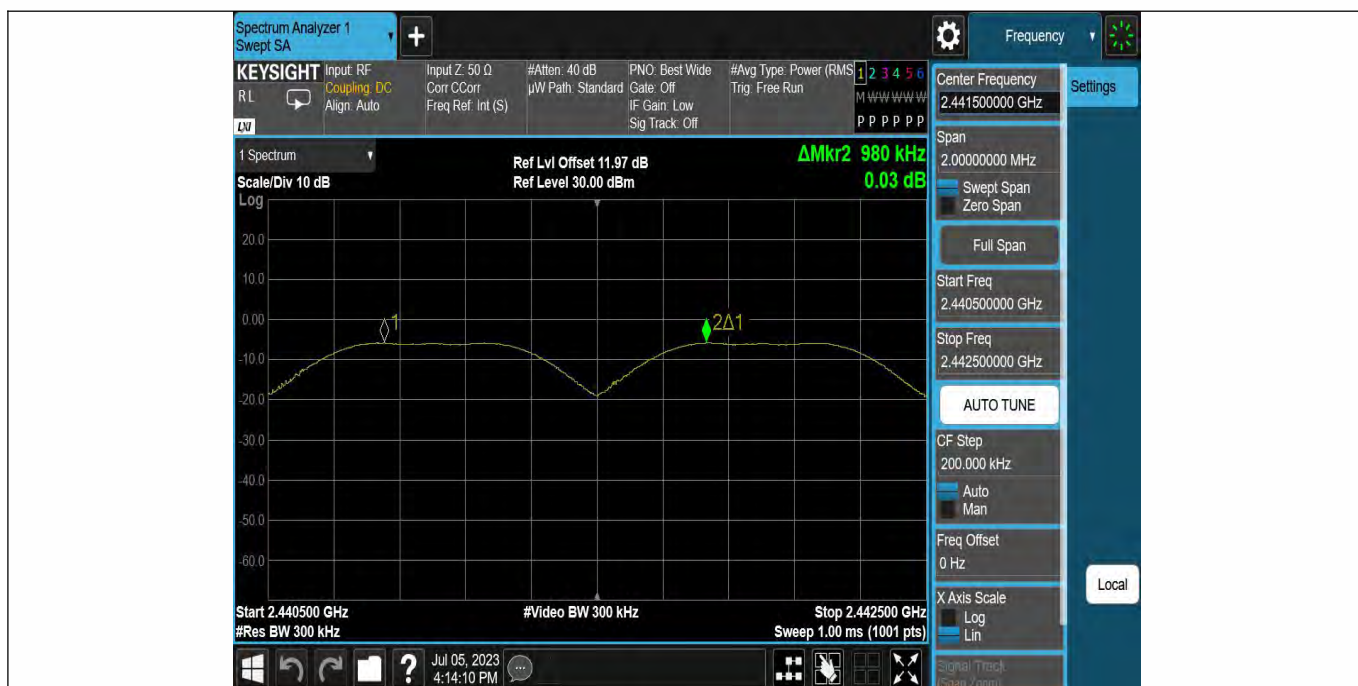 Spectrum Analyzer 1
Swept SA
+
Frequency
KEYSIGHT
R L
LXI
Input: RF
Coupling: DC
Align: Auto
Input Z: 50 Ω
Corr CCorr
Freq Ref: Int (S)
#Atten: 40 dB
µW Path: Standard
PNO: Best Wide
Gate: Off
IF Gain: Low
Sig Track: Off
#Avg Type: Power (RMS
Trig: Free Run
1 2 3 4 5 6
M W W W W W
P P P P P P
1 Spectrum
Scale/Div 10 dB
Log
Ref Lvl Offset 11.97 dB
Ref Level 30.00 dBm
ΔMkr2 980 kHz
0.03 dB
20.0
10.0
0.00
-10.0
-20.0
-30.0
-40.0
-50.0
-60.0
1
2Δ1
Start 2.440500 GHz
#Res BW 300 kHz
#Video BW 300 kHz
Stop 2.442500 GHz
Sweep 1.00 ms (1001 pts)
Center Frequency
2.441500000 GHz
Settings
Span
2.00000000 MHz
Swept Span
Zero Span
Full Span
Start Freq
2.440500000 GHz
Stop Freq
2.442500000 GHz
AUTO TUNE
CF Step
200.000 kHz
Auto
Man
Freq Offset
0 Hz
Local
X Axis Scale
Log
Lin
Signal Track
(Span Zoom)
?
Jul 05, 2023
4:14:10 PM